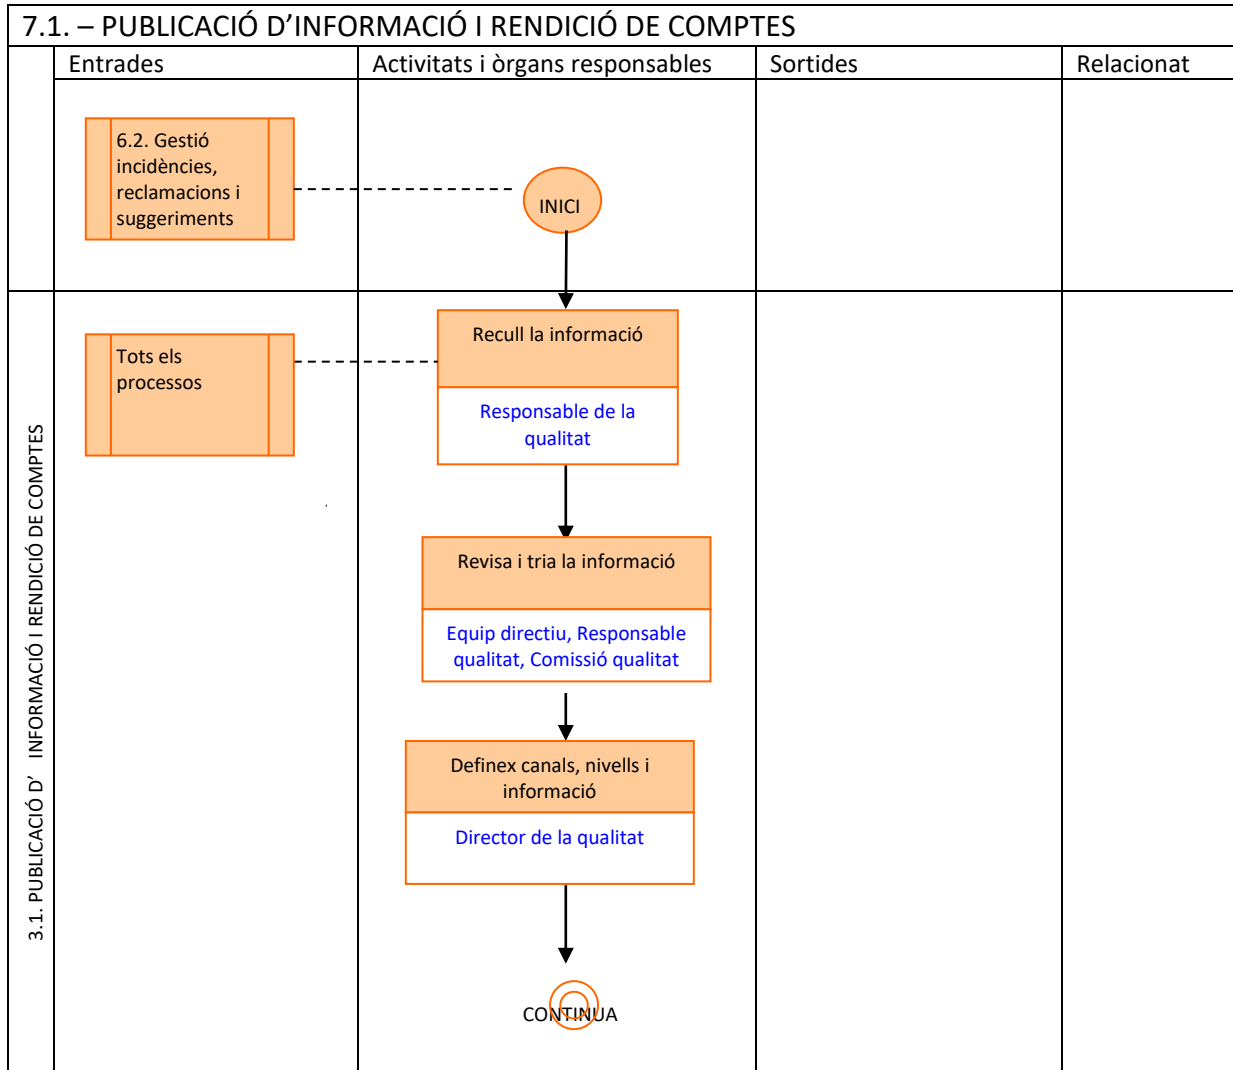 7.1. – PUBLICACIÓ D’INFORMACIÓ I RENDICIÓ DE COMPTES
Entrades
Activitats i òrgans responsables
Sortides
Relacionat
6.2. Gestió
incidències,
reclamacions i
suggeriments
INICI
3.1. PUBLICACIÓ D’ INFORMACIÓ I RENDICIÓ DE COMPTES
Tots els
processos
Recull la informació
Responsable de la
qualitat
Revisa i tria la informació
Equip directiu, Responsable
qualitat, Comissió qualitat
Definex canals, nivells i
informació
Director de la qualitat
CONTINUA